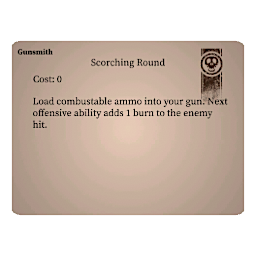 Gunsmith
Scorching Round
Cost: 0
Load combustable ammo into your gun. Next
offensive ability adds 1 burn to the enemy
hit.